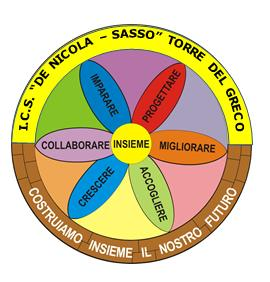 I.C.S. "DE NICOLA – SASSO" TORRE DEL GRECO
IMPARARE
PROGETTARE
COLLABORARE
INSIEME
MIGLIORARE
CRESCERE
ACCOGLIERE
COSTRUIAMO INSIEME IL NOSTRO FUTURO